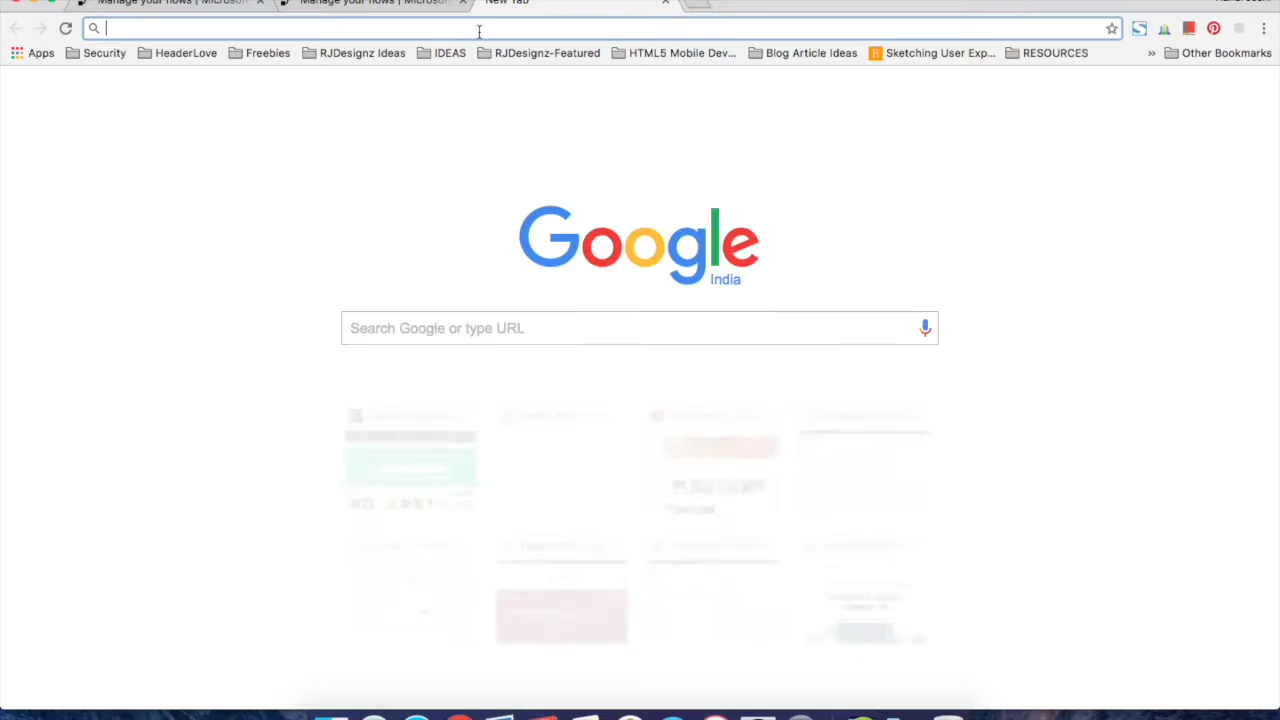 Manage your flows | Microsoft
Manage your flows | Microsoft
New Tab
Apps
Security
HeaderLove
Freebies
RJDesignz Ideas
IDEAS
RJDesignz-Featured
HTML5 Mobile Dev...
Blog Article Ideas
Sketching User Exp...
RESOURCES
»
Other Bookmarks
Google
India
Search Google or type URL